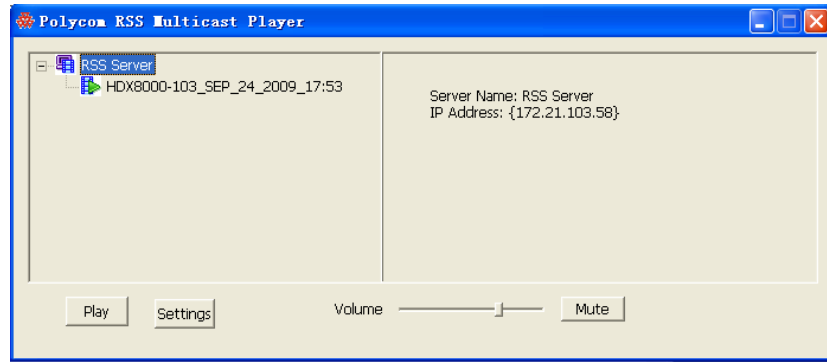 Polycom RSS Multicast Player
RSS Server
HDX8000-103_SEP_24_2009_17:53
Server Name: RSS Server
IP Address: {172.21.103.58}
Play
Settings
Volume
Mute